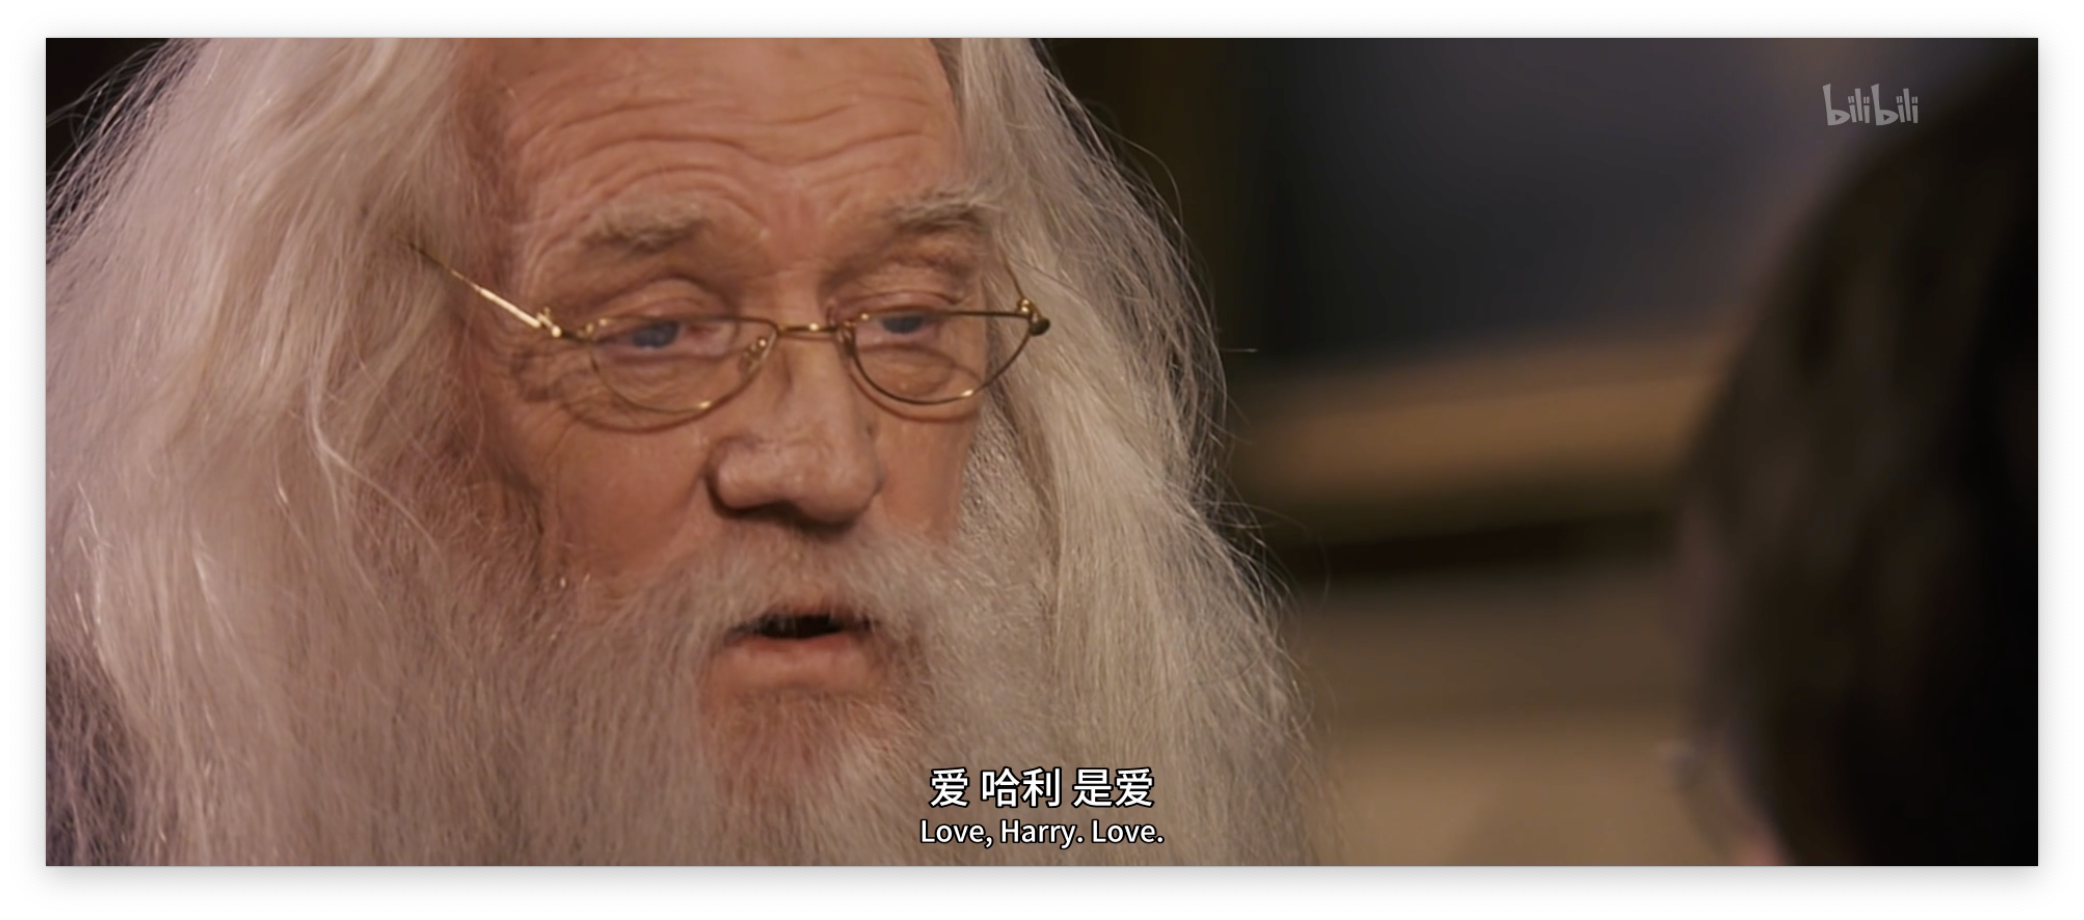 bilibili
爱 哈利 是爱
Love, Harry. Love.